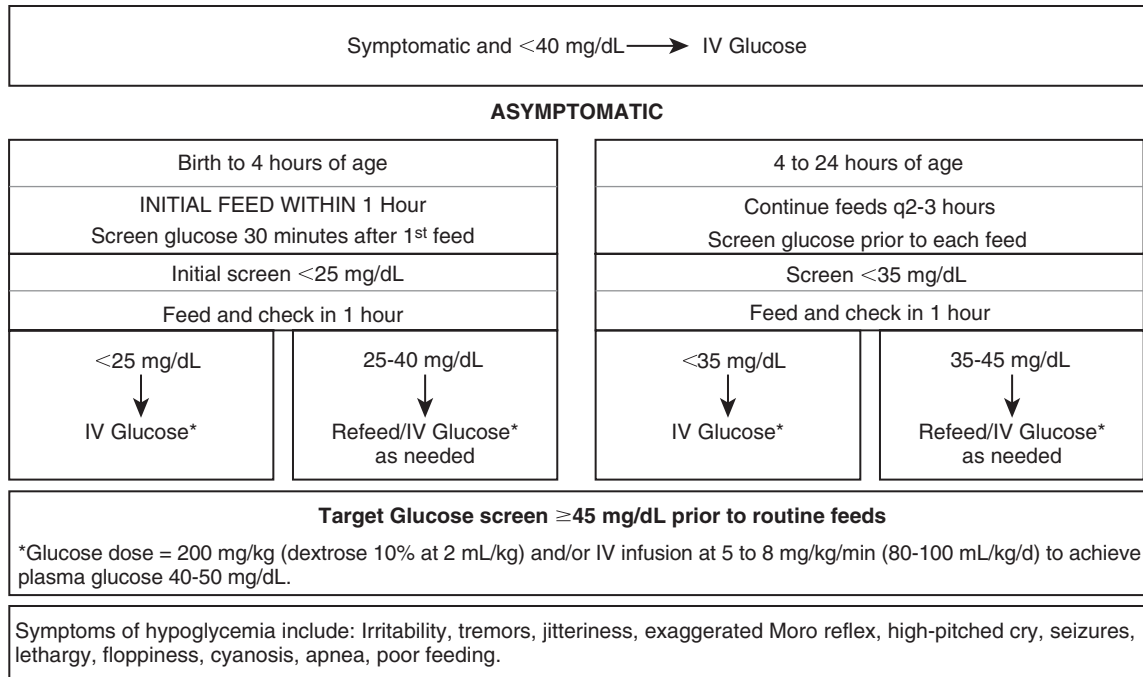 Symptomatic and <40 mg/dL → IV Glucose
ASYMPTOMATIC
Birth to 4 hours of age
INITIAL FEED WITHIN 1 Hour
Screen glucose 30 minutes after 1st feed
Initial screen <25 mg/dL
Feed and check in 1 hour
<25 mg/dL
IV Glucose*
25-40 mg/dL
Refeed/IV Glucose*
as needed
4 to 24 hours of age
Continue feeds q2-3 hours
Screen glucose prior to each feed
Screen <35 mg/dL
Feed and check in 1 hour
<35 mg/dL
IV Glucose*
35-45 mg/dL
Refeed/IV Glucose*
as needed
Target Glucose screen ≥45 mg/dL prior to routine feeds
*Glucose dose = 200 mg/kg (dextrose 10% at 2 mL/kg) and/or IV infusion at 5 to 8 mg/kg/min (80-100 mL/kg/d) to achieve
plasma glucose 40-50 mg/dL.
Symptoms of hypoglycemia include: Irritability, tremors, jitteriness, exaggerated Moro reflex, high-pitched cry, seizures,
lethargy, floppiness, cyanosis, apnea, poor feeding.